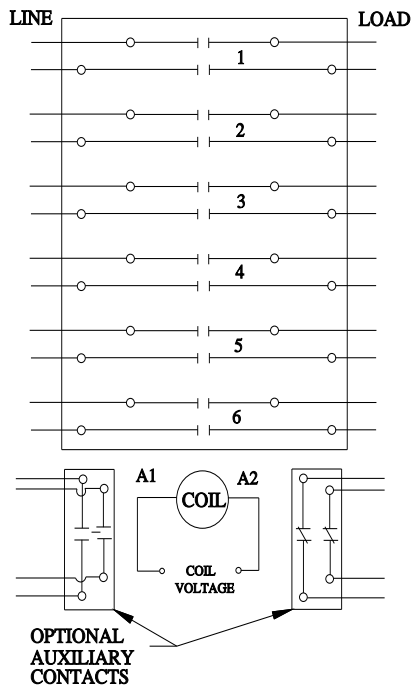 LINE
LOAD
1
2
3
4
5
6
A1
A2
COIL
COIL
VOLTAGE
OPTIONAL
AUXILIARY
CONTACTS